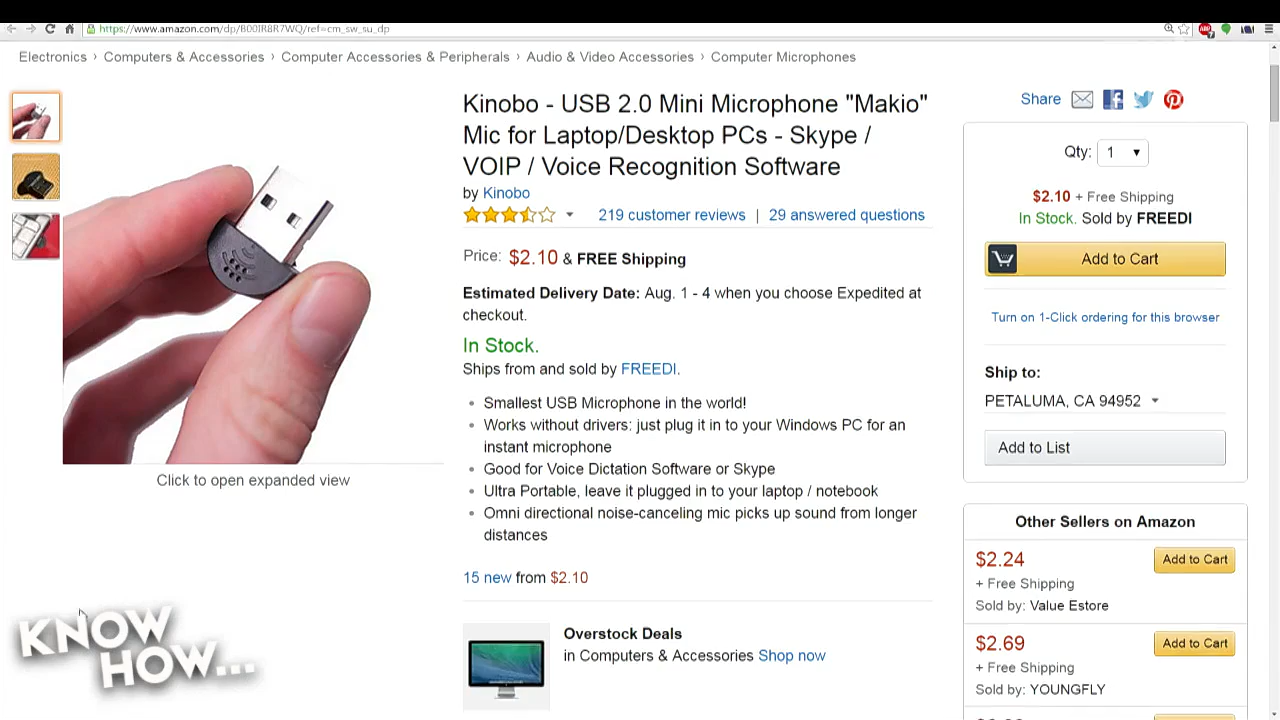 https://www.amazon.com/dp/B00IR8R7WQ/ref=cm_sw_su_dp
Electronics › Computers & Accessories › Computer Accessories & Peripherals › Audio & Video Accessories › Computer Microphones
Kinobo - USB 2.0 Mini Microphone "Makio"
Mic for Laptop/Desktop PCs - Skype /
VOIP / Voice Recognition Software
by Kinobo
219 customer reviews | 29 answered questions
Price: $2.10 & FREE Shipping
Estimated Delivery Date: Aug. 1 - 4 when you choose Expedited at
checkout.
In Stock.
Ships from and sold by FREEDI.
• Smallest USB Microphone in the world!
• Works without drivers: just plug it in to your Windows PC for an
instant microphone
• Good for Voice Dictation Software or Skype
• Ultra Portable, leave it plugged in to your laptop / notebook
• Omni directional noise-canceling mic picks up sound from longer
distances
15 new from $2.10
Overstock Deals
in Computers & Accessories Shop now
Click to open expanded view
KNOW
HOW...
Share
Qty: 1
$2.10 + Free Shipping
In Stock. Sold by FREEDI
Add to Cart
Turn on 1-Click ordering for this browser
Ship to:
PETALUMA, CA 94952
Add to List
Other Sellers on Amazon
$2.24 Add to Cart
+ Free Shipping
Sold by: Value Estore
$2.69 Add to Cart
+ Free Shipping
Sold by: YOUNGFLY